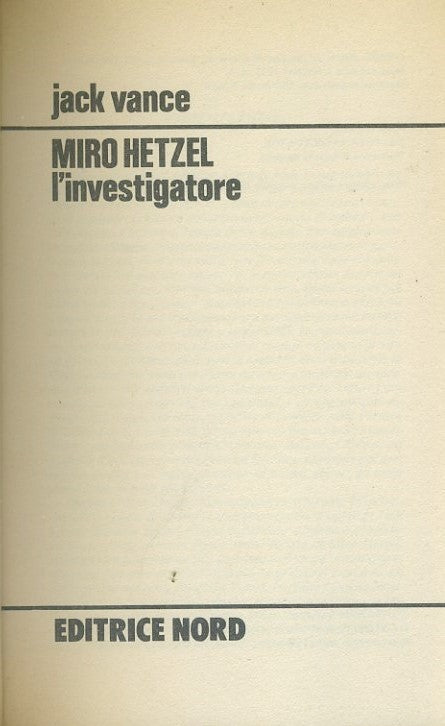 jack vance
MIRO HETZEL
l'investigatore
EDITRICE NORD